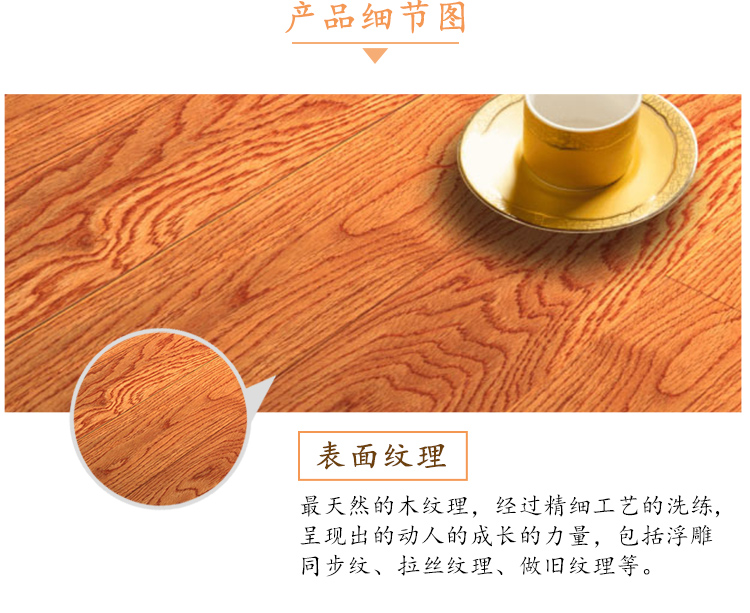 产品细节图
表面纹理
最天然的木纹理，经过精细工艺的洗练，
呈现出的动人的成长的力量，包括浮雕
同步纹、拉丝纹理、做旧纹理等。